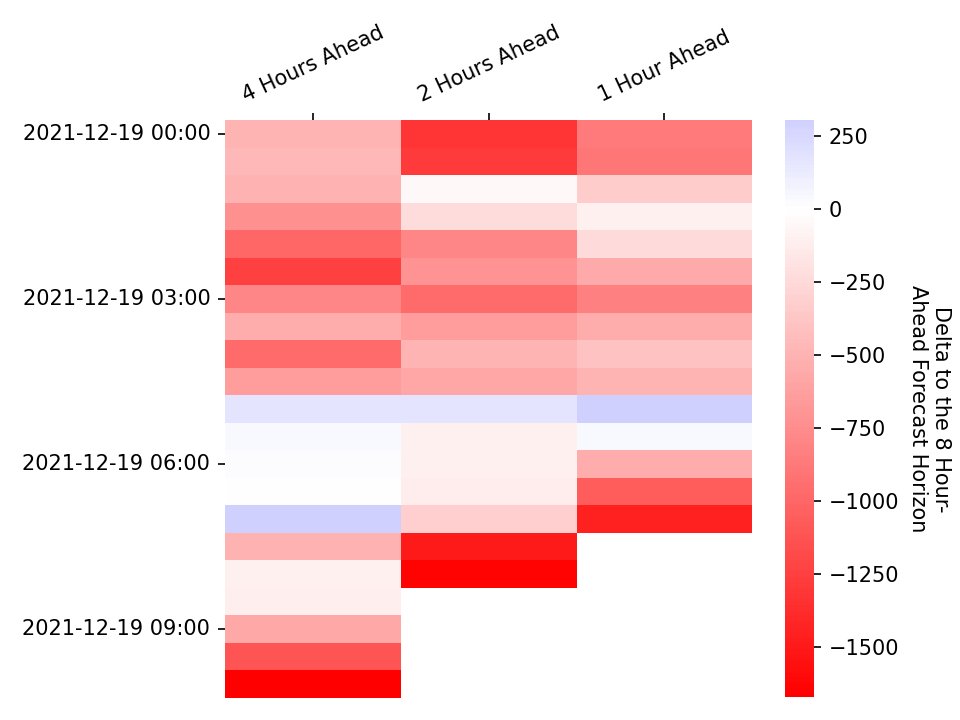 4 Hours Ahead
2 Hours Ahead
1 Hour Ahead
2021-12-19 00:00
2021-12-19 03:00
2021-12-19 06:00
2021-12-19 09:00
250
0
−250
−500
−750
−1000
−1250
−1500
Delta to the 8 Hour-
Ahead Forecast Horizon